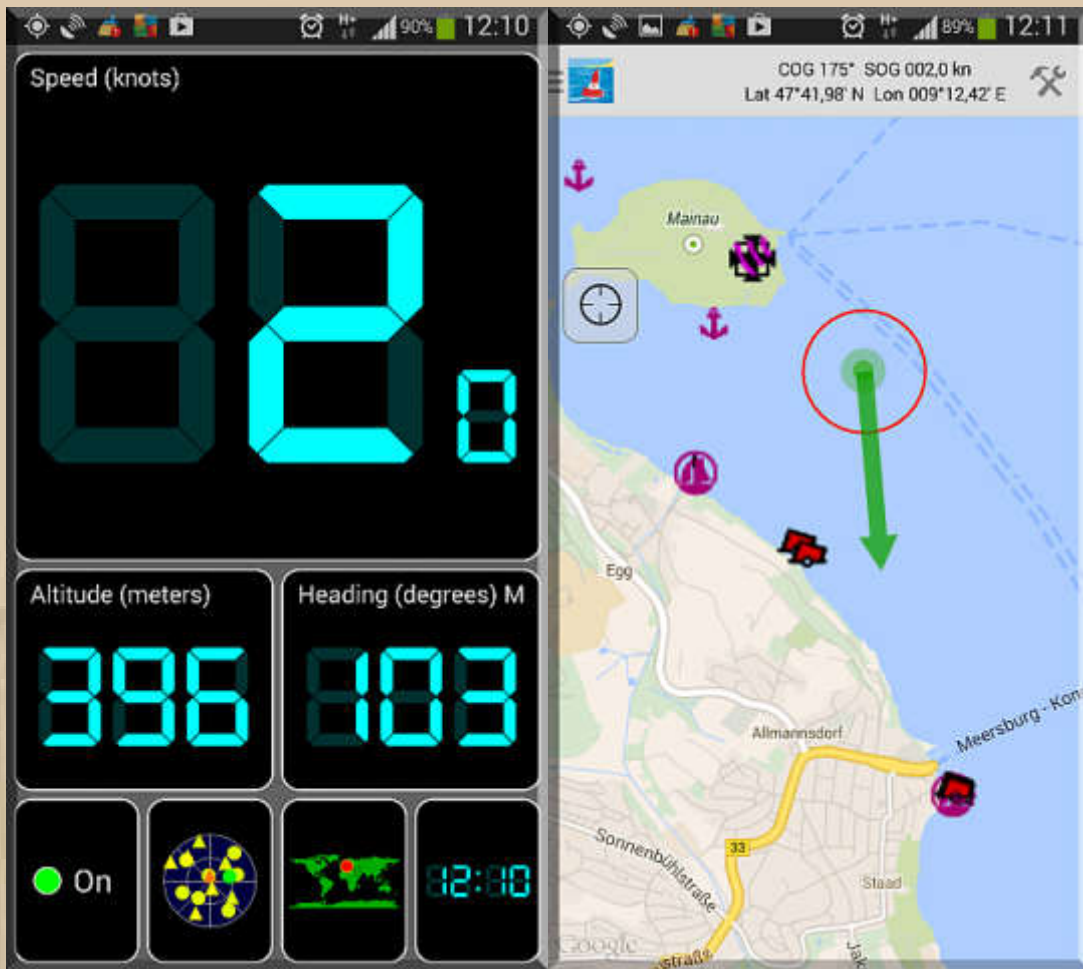 90% 12:10
Speed (knots)
2 0
Altitude (meters)
396
Heading (degrees) M
103
On
12:10
89% 12:11
COG 175° SOG 002,0 kn
Lat 47°41,98' N Lon 009°12,42' E
Mainau
Egg
Allmannsdorf
Meersburg - Kon
33
Sonnenbühlstraße
Staad
Google
straße
Jak